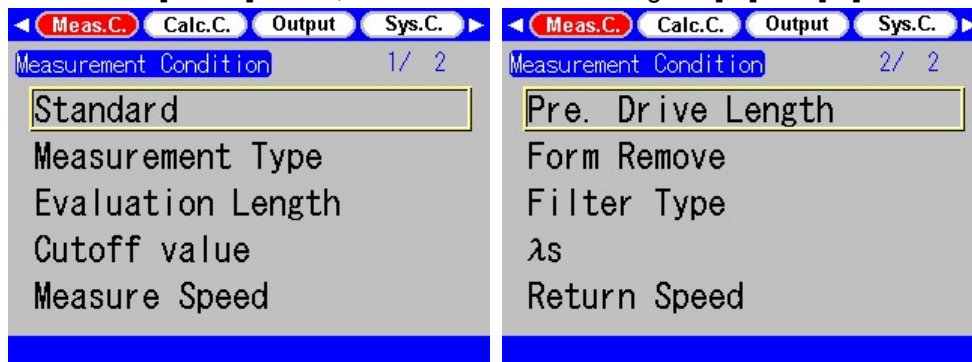 Meas.C. Calc.C. Output Sys.C.
Measurement Condition 1/ 2
Standard
Measurement Type
Evaluation Length
Cutoff value
Measure Speed
Meas.C. Calc.C. Output Sys.C.
Measurement Condition 2/ 2
Pre. Drive Length
Form Remove
Filter Type
λs
Return Speed